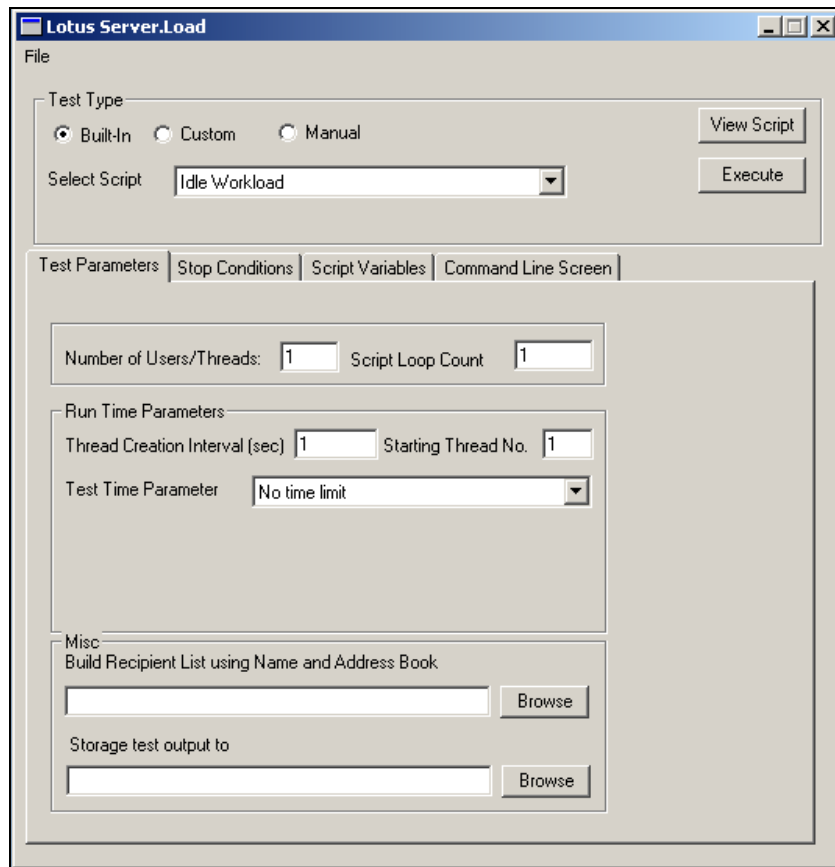 Lotus Server.Load
File
Test Type
Built-In Custom Manual View Script
Select Script Idle Workload Execute
Test Parameters Stop Conditions Script Variables Command Line Screen
Number of Users/Threads: 1 Script Loop Count 1
Run Time Parameters
Thread Creation Interval (sec) 1 Starting Thread No. 1
Test Time Parameter No time limit
Misc
Build Recipient List using Name and Address Book
Browse
Storage test output to
Browse